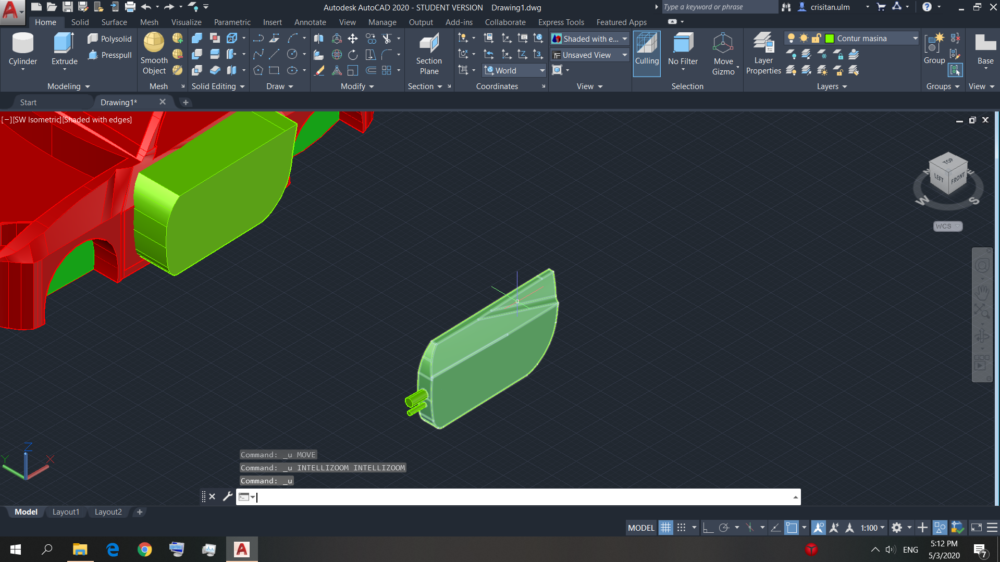 Autodesk AutoCAD 2020 - STUDENT VERSION Drawing1.dwg
Type a keyword or phrase
crisitan.ulm
Home Solid Surface Mesh Visualize Parametric Insert Annotate View Manage Output Add-ins Collaborate Express Tools Featured Apps
Cylinder
Extrude
Polysolid
Presspull
Modeling
Smooth
Object
Mesh
Solid Editing
Draw
Modify
Section
Plane
Section
World
Coordinates
Shaded with e...
Unsaved View
View
Culling
No Filter
Move
Gizmo
Selection
Layer
Properties
Contur masina
Layers
Group
Groups
Base
View
Start
Drawing1*
[−][SW Isometric][Shaded with edges]
TOP
LEFT
FRONT
N
E
W
S
WCS
Z
Y
X
Command: _u MOVE
Command: _u INTELLIZOOM INTELLIZOOM
Command: _u
Model Layout1 Layout2
MODEL
1:100
ENG
5:12 PM
5/3/2020
7